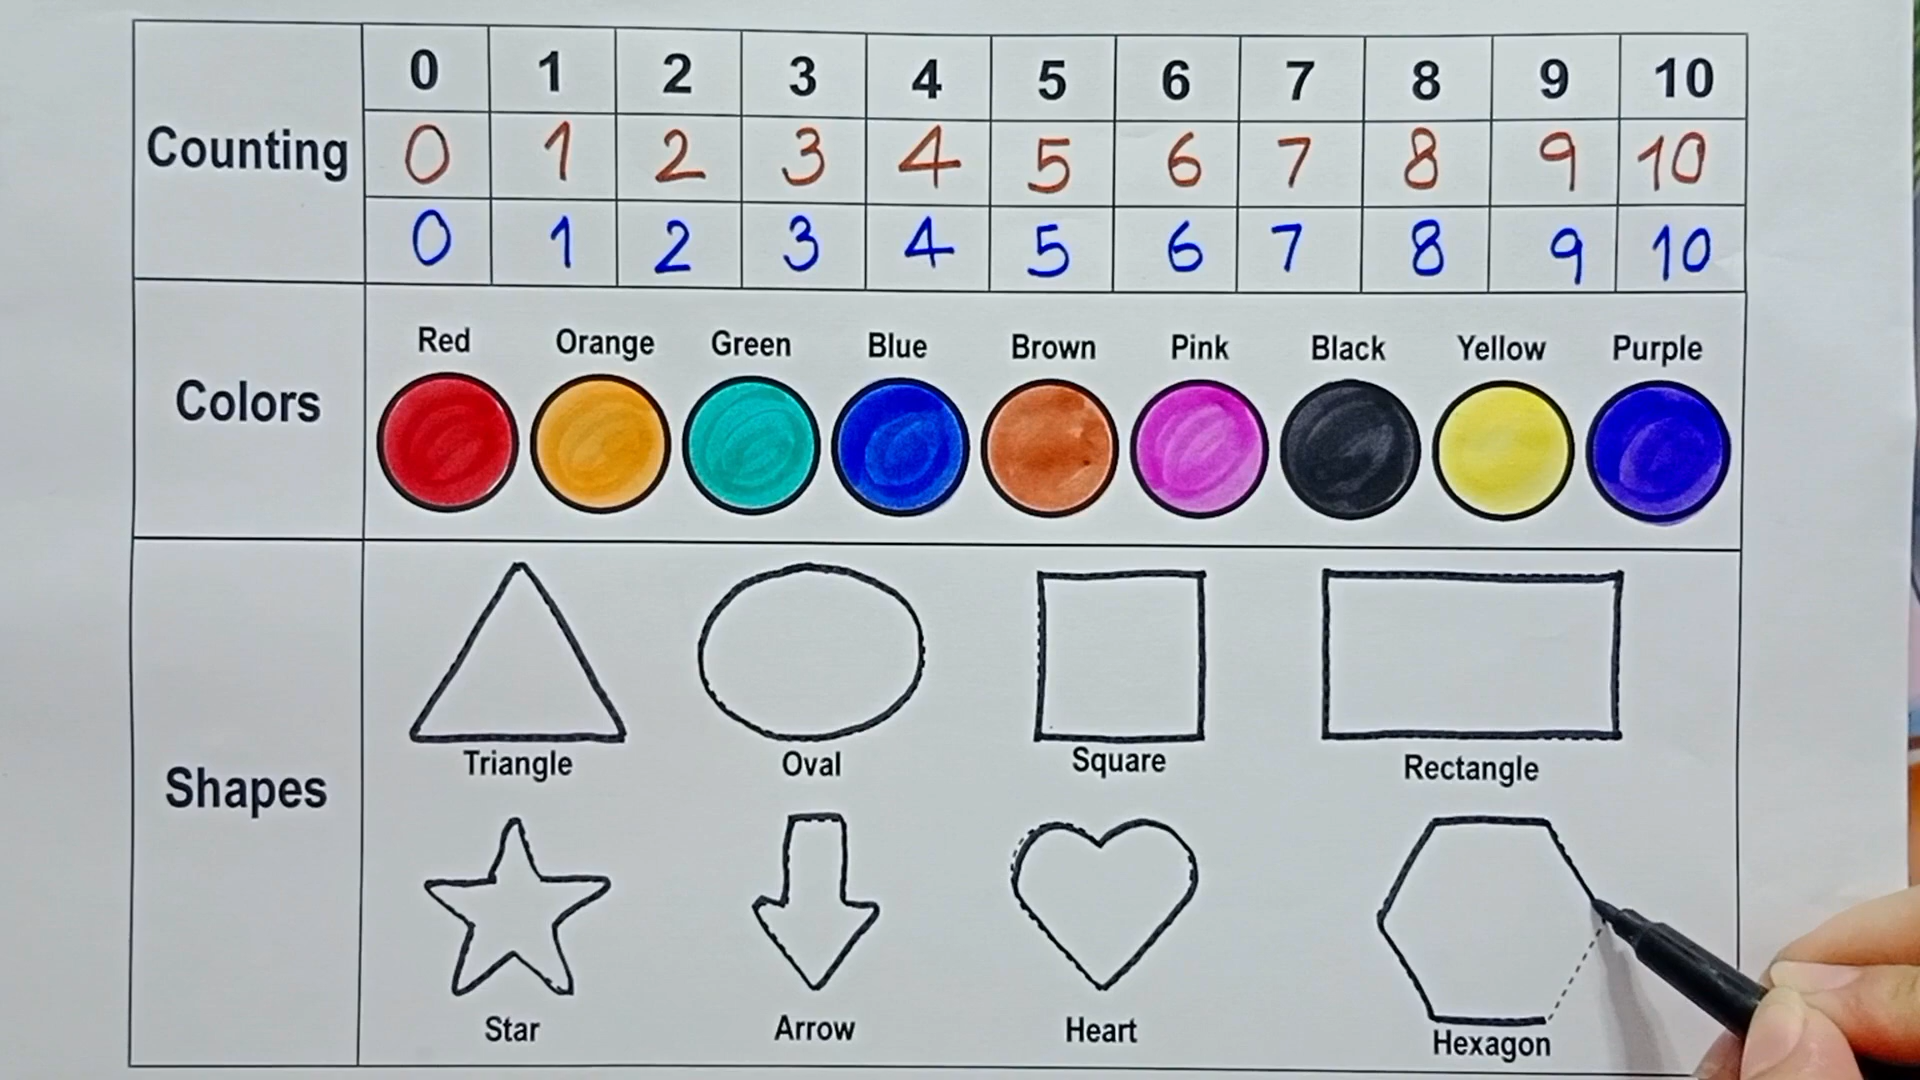 0 1 2 3 4 5 6 7 8 9 10
Counting
0 1 2 3 4 5 6 7 8 9 10
0 1 2 3 4 5 6 7 8 9 10
Red Orange Green Blue Brown Pink Black Yellow Purple
Colors
Triangle Oval Square Rectangle
Shapes
Star Arrow Heart Hexagon